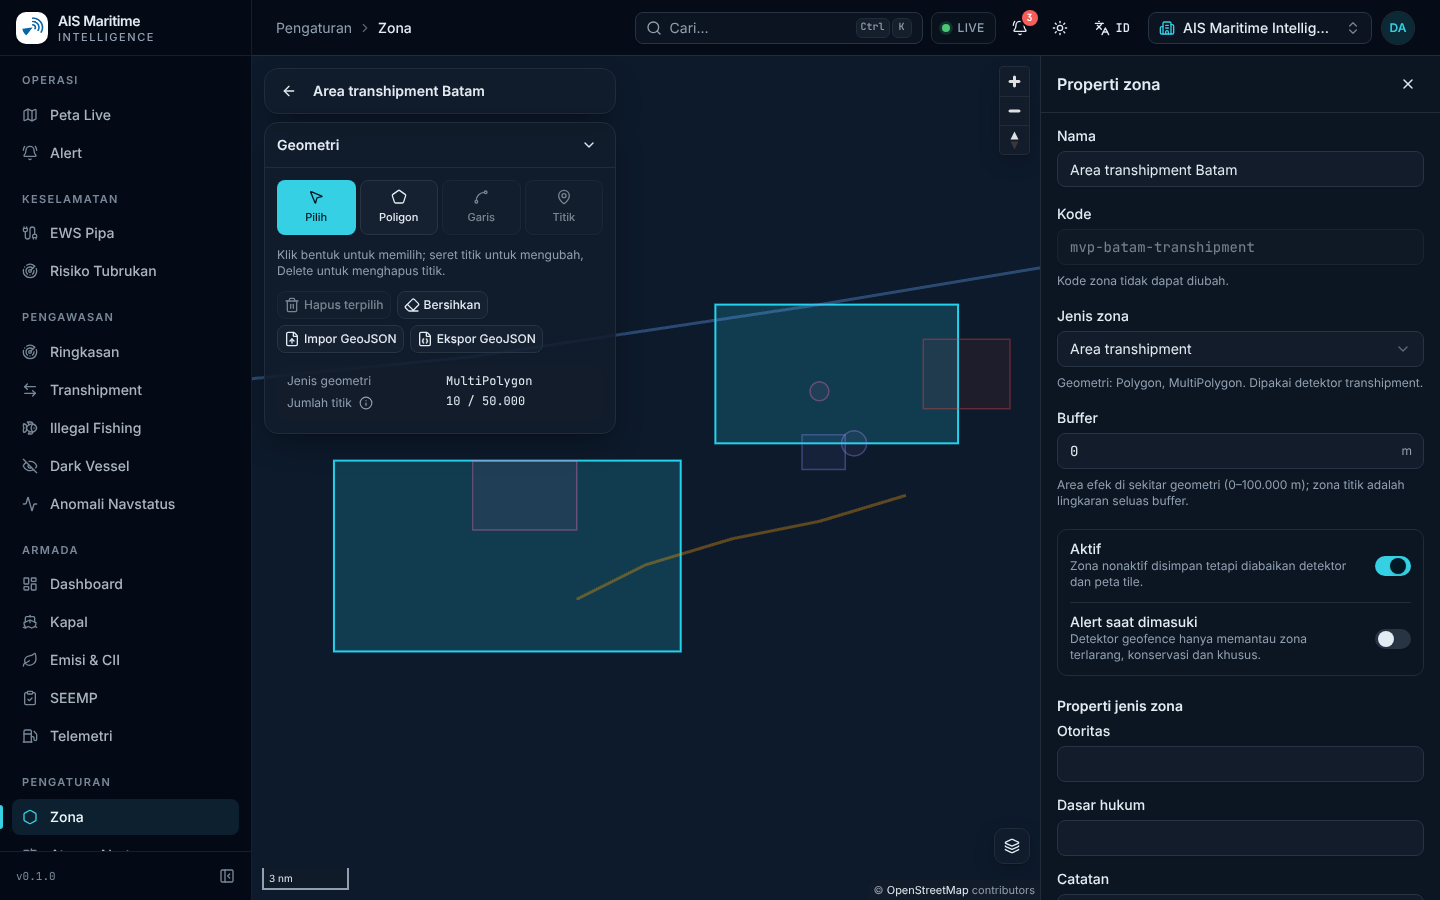 AIS Maritime
INTELLIGENCE
OPERASI
Peta Live
Alert
KESELAMATAN
EWS Pipa
Risiko Tubrukan
PENGAWASAN
Ringkasan
Transhipment
Illegal Fishing
Dark Vessel
Anomali Navstatus
ARMADA
Dashboard
Kapal
Emisi & CII
SEEMP
Telemetri
PENGATURAN
Zona
v0.1.0
Pengaturan > Zona
Cari...
Ctrl K
LIVE
3
ID
AIS Maritime Intellig...
DA
Area transhipment Batam
Geometri
Pilih
Poligon
Garis
Titik
Klik bentuk untuk memilih; seret titik untuk mengubah,
Delete untuk menghapus titik.
Hapus terpilih
Bersihkan
Impor GeoJSON
Ekspor GeoJSON
Jenis geometri MultiPolygon
Jumlah titik 10 / 50.000
3 nm
© OpenStreetMap contributors
Properti zona
Nama
Area transhipment Batam
Kode
mvp-batam-transhipment
Kode zona tidak dapat diubah.
Jenis zona
Area transhipment
Geometri: Polygon, MultiPolygon. Dipakai detektor transhipment.
Buffer
0 m
Area efek di sekitar geometri (0–100.000 m); zona titik adalah
lingkaran seluas buffer.
Aktif
Zona nonaktif disimpan tetapi diabaikan detektor
dan peta tile.
Alert saat dimasuki
Detektor geofence hanya memantau zona
terlarang, konservasi dan khusus.
Properti jenis zona
Otoritas
Dasar hukum
Catatan